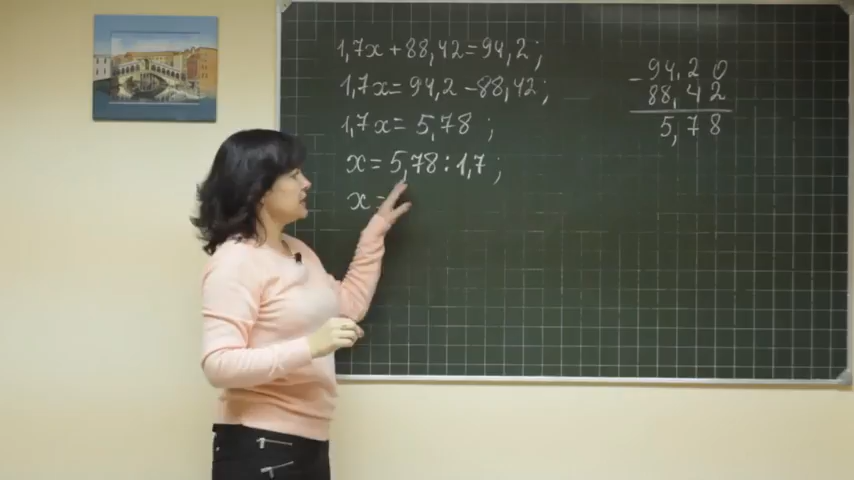 1,7x + 88,42 = 94,2 ;
1,7x = 94,2 - 88,42 ;
1,7x = 5,78 ;
x = 5,78 : 1,7 ;
x =
- 94,20
88,42
5,78